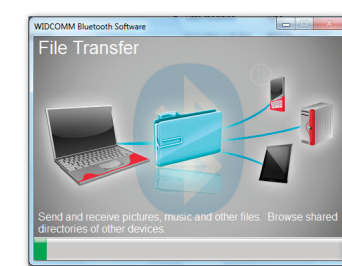 WIDCOMM Bluetooth Software
File Transfer
®
Send and receive pictures, music and other files.  Browse shared
directories of other devices.